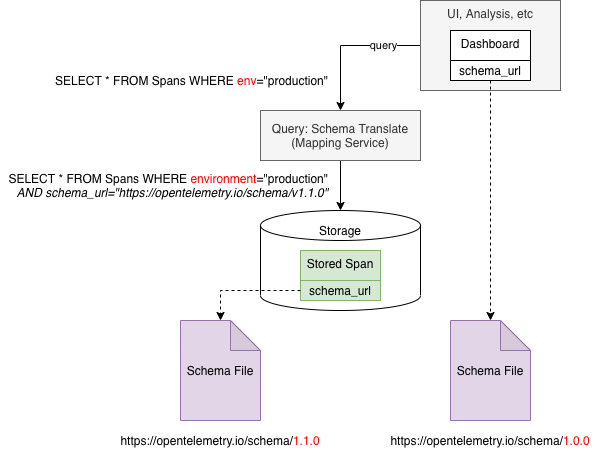 UI, Analysis, etc
Dashboard
schema_url
query
SELECT * FROM Spans WHERE env="production"
Query: Schema Translate
(Mapping Service)
SELECT * FROM Spans WHERE environment="production"
AND schema_url="https://opentelemetry.io/schema/v1.1.0"
Storage
Stored Span
schema_url
Schema File
Schema File
https://opentelemetry.io/schema/1.1.0
https://opentelemetry.io/schema/1.0.0